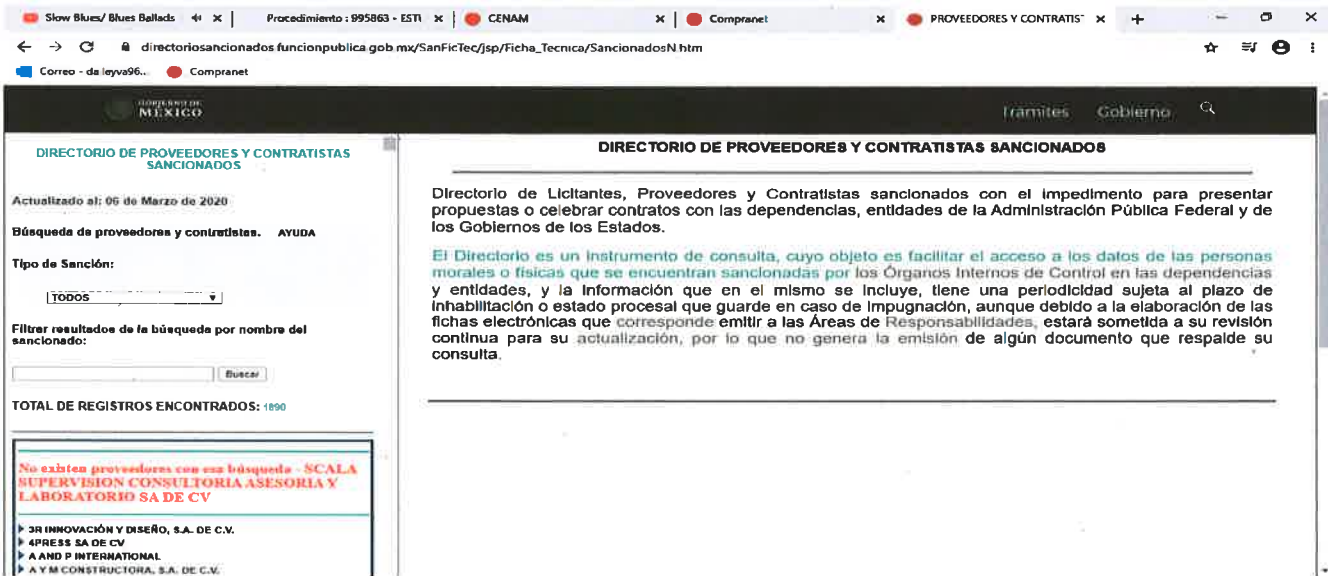 Slow Blues/ Blues Ballads
Procedimiento : 995863 - ESTI
CENAM
Compranet
PROVEEDORES Y CONTRATIS
directoriosancionados.funcionpublica.gob.mx/SanFicTec/jsp/Ficha_Tecnica/SancionadosN.htm
Correo - da leyva96...
Compranet
GOBIERNO DE
MÉXICO
Trámites
Gobierno
DIRECTORIO DE PROVEEDORES Y CONTRATISTAS
SANCIONADOS
Actualizado al: 06 de Marzo de 2020
Búsqueda de proveedores y contratistas. AYUDA
Tipo de Sanción:
TODOS
Filtrar resultados de la búsqueda por nombre del
sancionado:
Buscar
TOTAL DE REGISTROS ENCONTRADOS: 1890
No existen proveedores con esa búsqueda - SCALA
SUPERVISION CONSULTORIA ASESORIA Y
LABORATORIO SA DE CV
3R INNOVACIÓN Y DISEÑO, S.A. DE C.V.
4PRESS SA DE CV
A AND P INTERNATIONAL
A Y M CONSTRUCTORA, S.A. DE C.V.
DIRECTORIO DE PROVEEDORES Y CONTRATISTAS SANCIONADOS
Directorio de Licitantes, Proveedores y Contratistas sancionados con el impedimento para presentar
propuestas o celebrar contratos con las dependencias, entidades de la Administración Pública Federal y de
los Gobiernos de los Estados.
El Directorio es un instrumento de consulta, cuyo objeto es facilitar el acceso a los datos de las personas
morales o físicas que se encuentran sancionadas por los Órganos Internos de Control en las dependencias
y entidades, y la información que en el mismo se incluye, tiene una periodicidad sujeta al plazo de
inhabilitación o estado procesal que guarde en caso de impugnación, aunque debido a la elaboración de las
fichas electrónicas que corresponde emitir a las Áreas de Responsabilidades, estará sometida a su revisión
continua para su actualización, por lo que no genera la emisión de algún documento que respalde su
consulta.